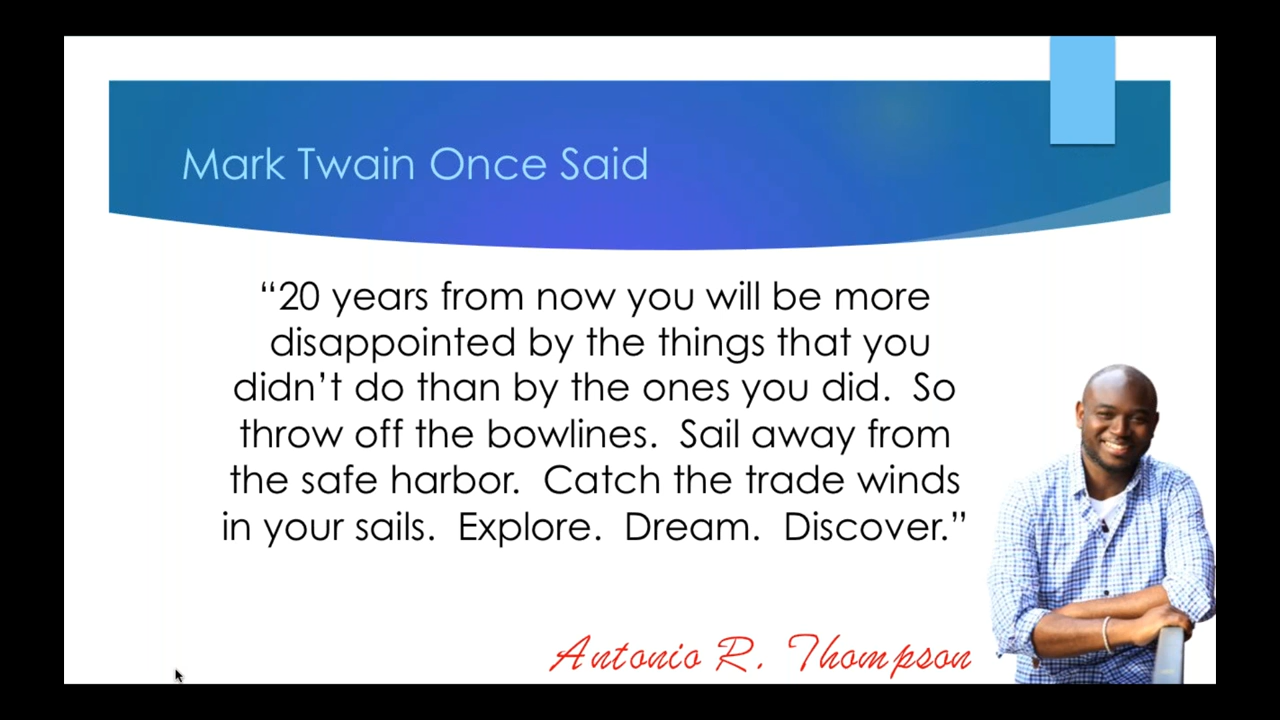 Mark Twain Once Said
“20 years from now you will be more
disappointed by the things that you
didn’t do than by the ones you did.  So
throw off the bowlines.  Sail away from
the safe harbor.  Catch the trade winds
in your sails.  Explore.  Dream.  Discover.”
Antonio R. Thompson